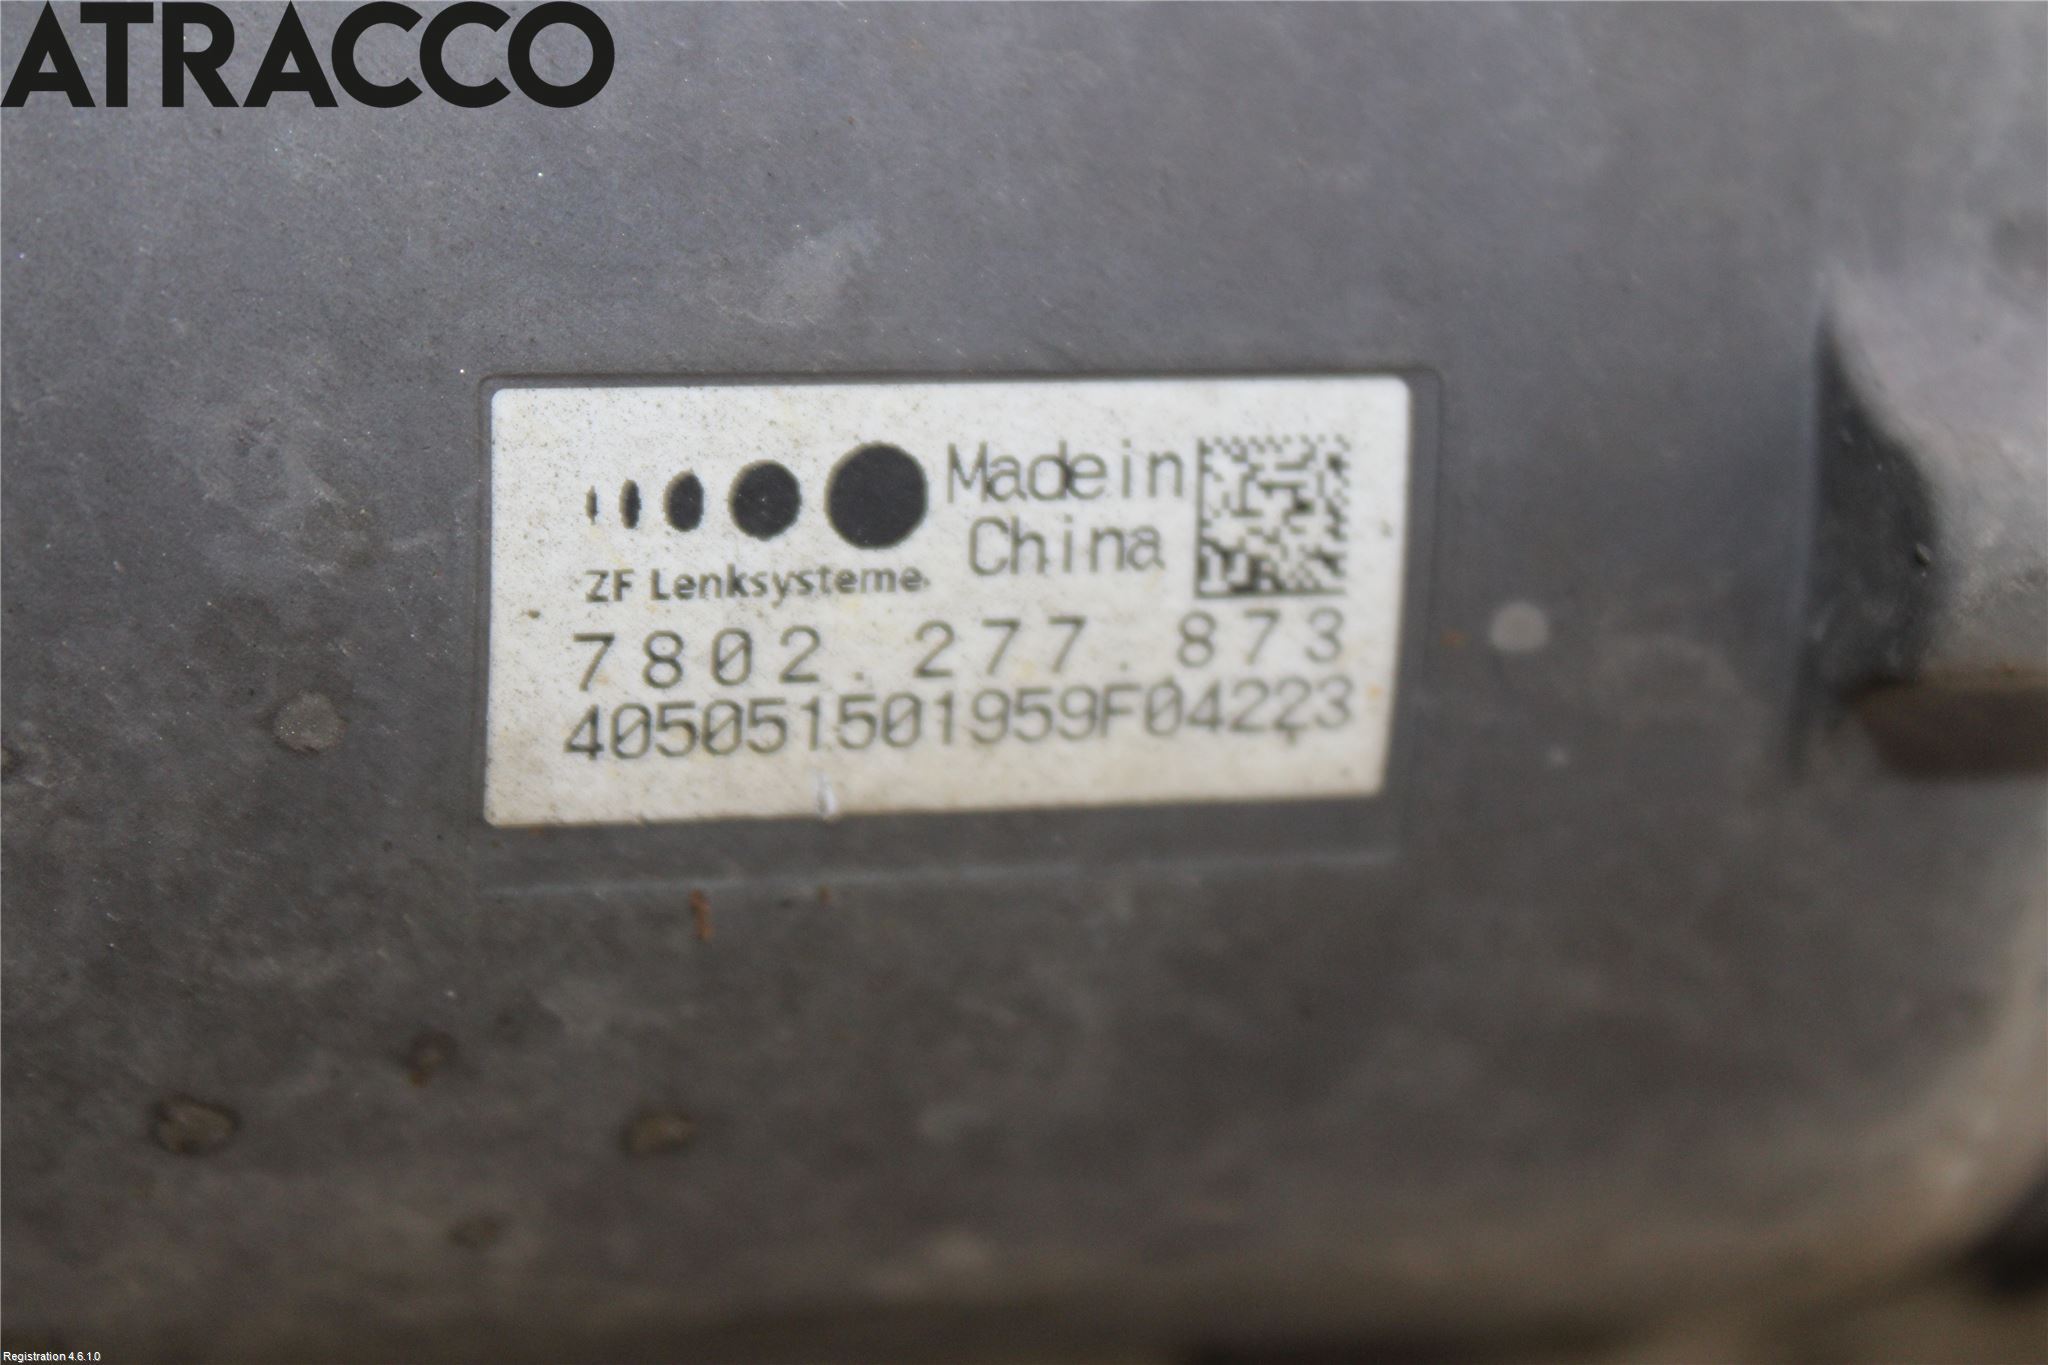 ATRACCO
Made in
China
ZF Lenksysteme
7802.277.873
405051501959F04223
Registration 4.6.1.0